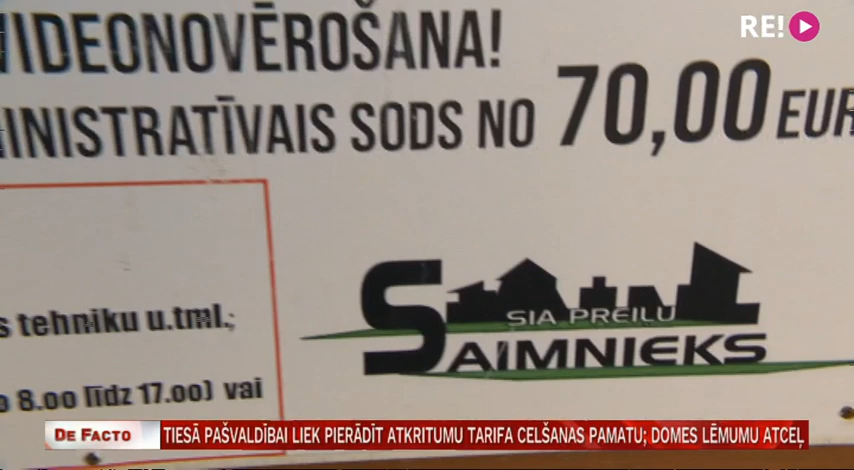 RE!
VIDEONOVĒROŠANA!
MINISTRATĪVAIS SODS NO 70,00 EUR
s tehniku u.tml.;
o 8.00 līdz 17.00) vai
SIA PREIĻU
SAIMNIEKS
DE FACTO
TIESĀ PAŠVALDĪBAI LIEK PIERĀDĪT ATKRITUMU TARIFA CELŠANAS PAMATU; DOMES LĒMUMU ATCEĻ